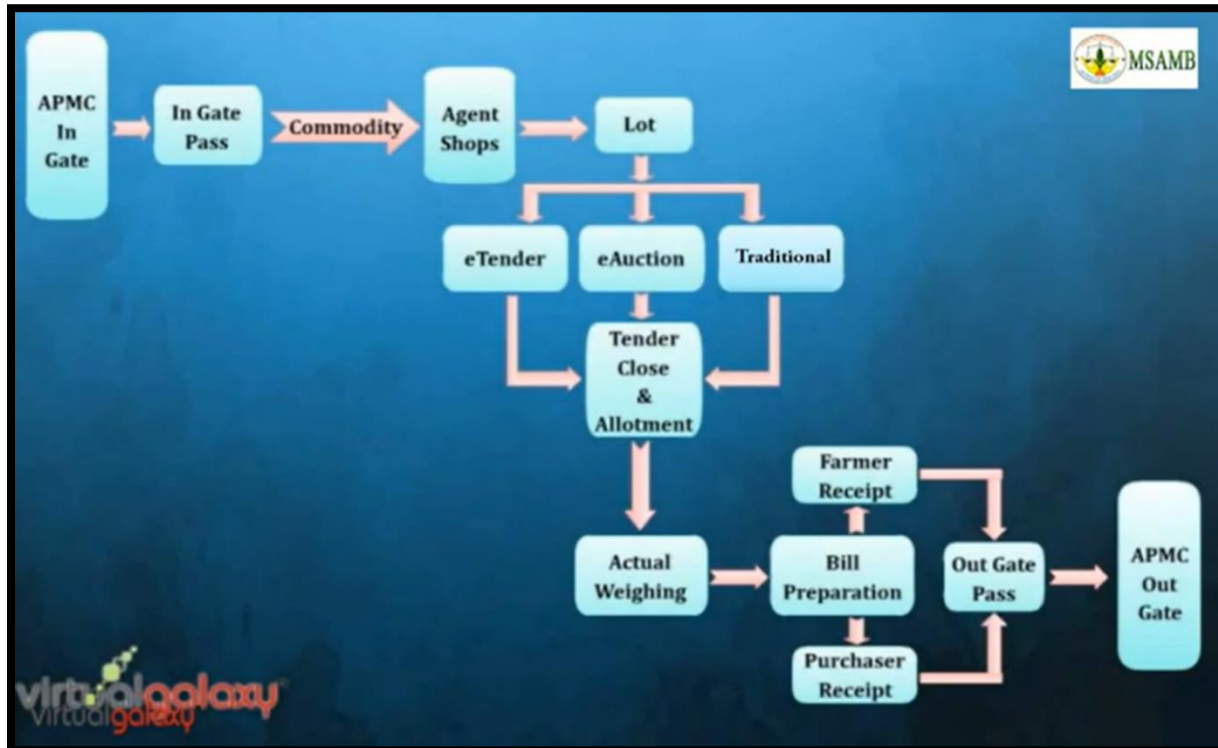 MSAMB
APMC
In
Gate
In Gate
Pass
Commodity
Agent
Shops
Lot
eTender
eAuction
Traditional
Tender
Close
&
Allotment
Actual
Weighing
Bill
Preparation
Farmer
Receipt
Purchaser
Receipt
Out Gate
Pass
APMC
Out
Gate
virtualgalaxy
Virtualgalaxy